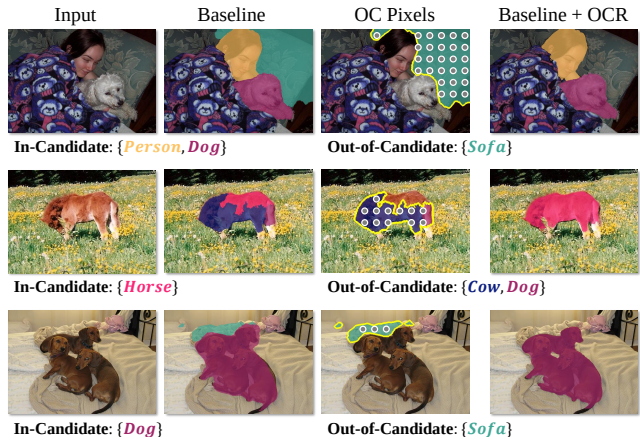 Input Baseline OC Pixels Baseline + OCR
In-Candidate: {Person, Dog} Out-of-Candidate: {Sofa}
In-Candidate: {Horse} Out-of-Candidate: {Cow, Dog}
In-Candidate: {Dog} Out-of-Candidate: {Sofa}